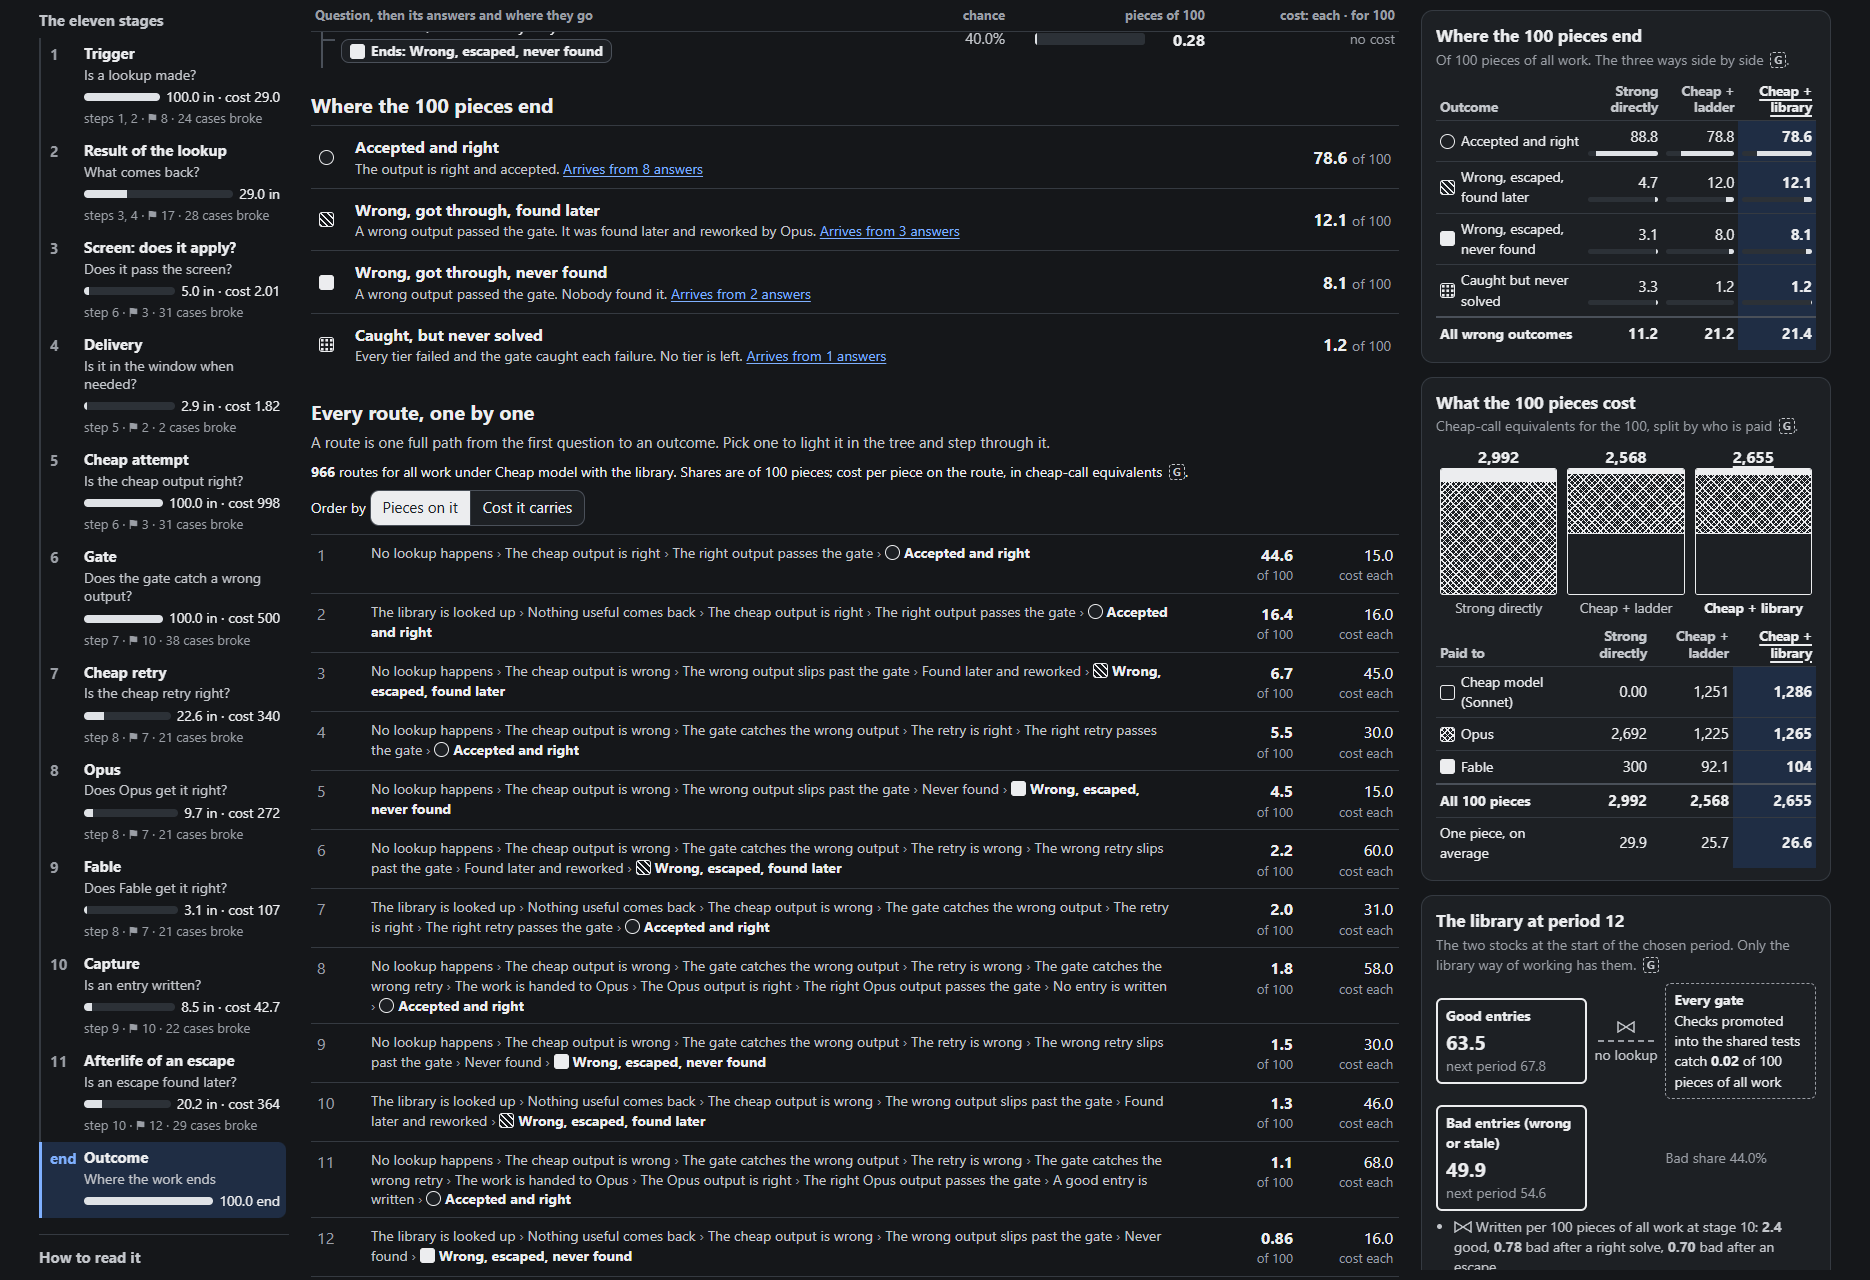 The eleven stages
1 Trigger
Is a lookup made?
100.0 in · cost 29.0
steps 1, 2 · ⚑ 8 · 24 cases broke
2 Result of the lookup
What comes back?
29.0 in
steps 3, 4 · ⚑ 17 · 28 cases broke
3 Screen: does it apply?
Does it pass the screen?
5.0 in · cost 2.01
step 6 · ⚑ 3 · 31 cases broke
4 Delivery
Is it in the window when
needed?
2.9 in · cost 1.82
step 5 · ⚑ 2 · 2 cases broke
5 Cheap attempt
Is the cheap output right?
100.0 in · cost 998
step 6 · ⚑ 3 · 31 cases broke
6 Gate
Does the gate catch a wrong
output?
100.0 in · cost 500
step 7 · ⚑ 10 · 38 cases broke
7 Cheap retry
Is the cheap retry right?
22.6 in · cost 340
step 8 · ⚑ 7 · 21 cases broke
8 Opus
Does Opus get it right?
9.7 in · cost 272
step 8 · ⚑ 7 · 21 cases broke
9 Fable
Does Fable get it right?
3.1 in · cost 107
step 8 · ⚑ 7 · 21 cases broke
10 Capture
Is an entry written?
8.5 in · cost 42.7
step 9 · ⚑ 10 · 22 cases broke
11 Afterlife of an escape
Is an escape found later?
20.2 in · cost 364
step 10 · ⚑ 12 · 29 cases broke
end Outcome
Where the work ends
100.0 end
How to read it
Question, then its answers and where they go chance pieces of 100 cost: each · for 100
Ends: Wrong, escaped, never found 40.0% 0.28 no cost
Where the 100 pieces end
Accepted and right
The output is right and accepted. Arrives from 8 answers
78.6 of 100
Wrong, got through, found later
A wrong output passed the gate. It was found later and reworked by Opus. Arrives from 3 answers
12.1 of 100
Wrong, got through, never found
A wrong output passed the gate. Nobody found it. Arrives from 2 answers
8.1 of 100
Caught, but never solved
Every tier failed and the gate caught each failure. No tier is left. Arrives from 1 answers
1.2 of 100
Every route, one by one
A route is one full path from the first question to an outcome. Pick one to light it in the tree and step through it.
966 routes for all work under Cheap model with the library. Shares are of 100 pieces; cost per piece on the route, in cheap-call equivalents G.
Order by Pieces on it Cost it carries
1 No lookup happens › The cheap output is right › The right output passes the gate › Accepted and right 44.6 15.0
of 100 cost each
2 The library is looked up › Nothing useful comes back › The cheap output is right › The right output passes the gate › Accepted 16.4 16.0
and right of 100 cost each
3 No lookup happens › The cheap output is wrong › The wrong output slips past the gate › Found later and reworked › Wrong, 6.7 45.0
escaped, found later of 100 cost each
4 No lookup happens › The cheap output is wrong › The gate catches the wrong output › The retry is right › The right retry passes 5.5 30.0
the gate › Accepted and right of 100 cost each
5 No lookup happens › The cheap output is wrong › The wrong output slips past the gate › Never found › Wrong, escaped, 4.5 15.0
never found of 100 cost each
6 No lookup happens › The cheap output is wrong › The gate catches the wrong output › The retry is wrong › The wrong retry slips 2.2 60.0
past the gate › Found later and reworked › Wrong, escaped, found later of 100 cost each
7 The library is looked up › Nothing useful comes back › The cheap output is wrong › The gate catches the wrong output › The retry 2.0 31.0
is right › The right retry passes the gate › Accepted and right of 100 cost each
8 No lookup happens › The cheap output is wrong › The gate catches the wrong output › The retry is wrong › The gate catches the 1.8 58.0
wrong retry › The work is handed to Opus › The Opus output is right › The right Opus output passes the gate › No entry is written of 100 cost each
› Accepted and right
9 No lookup happens › The cheap output is wrong › The gate catches the wrong output › The retry is wrong › The wrong retry slips 1.5 30.0
past the gate › Never found › Wrong, escaped, never found of 100 cost each
10 The library is looked up › Nothing useful comes back › The cheap output is wrong › The wrong output slips past the gate › Found 1.3 46.0
later and reworked › Wrong, escaped, found later of 100 cost each
11 No lookup happens › The cheap output is wrong › The gate catches the wrong output › The retry is wrong › The gate catches the 1.1 68.0
wrong retry › The work is handed to Opus › The Opus output is right › The right Opus output passes the gate › A good entry is of 100 cost each
written › Accepted and right
12 The library is looked up › Nothing useful comes back › The cheap output is wrong › The wrong output slips past the gate › Never 0.86 16.0
found › Wrong, escaped, never found of 100 cost each
Where the 100 pieces end
Of 100 pieces of all work. The three ways side by side G.
Outcome Strong directly Cheap + ladder Cheap + library
Accepted and right 88.8 78.8 78.6
Wrong, escaped, found later 4.7 12.0 12.1
Wrong, escaped, never found 3.1 8.0 8.1
Caught but never solved 3.3 1.2 1.2
All wrong outcomes 11.2 21.2 21.4
What the 100 pieces cost
Cheap-call equivalents for the 100, split by who is paid G.
2,992 2,568 2,655
Strong directly Cheap + ladder Cheap + library
Paid to Strong directly Cheap + ladder Cheap + library
Cheap model (Sonnet) 0.00 1,251 1,286
Opus 2,692 1,225 1,265
Fable 300 92.1 104
All 100 pieces 2,992 2,568 2,655
One piece, on average 29.9 25.7 26.6
The library at period 12
The two stocks at the start of the chosen period. Only the
library way of working has them. G
Good entries
63.5
next period 67.8
⋈
no lookup
Every gate
Checks promoted
into the shared tests
catch 0.02 of 100
pieces of all work
Bad entries (wrong
or stale)
49.9
next period 54.6
Bad share 44.0%
• ⋈ Written per 100 pieces of all work at stage 10: 2.4
good, 0.78 bad after a right solve, 0.70 bad after an
escape